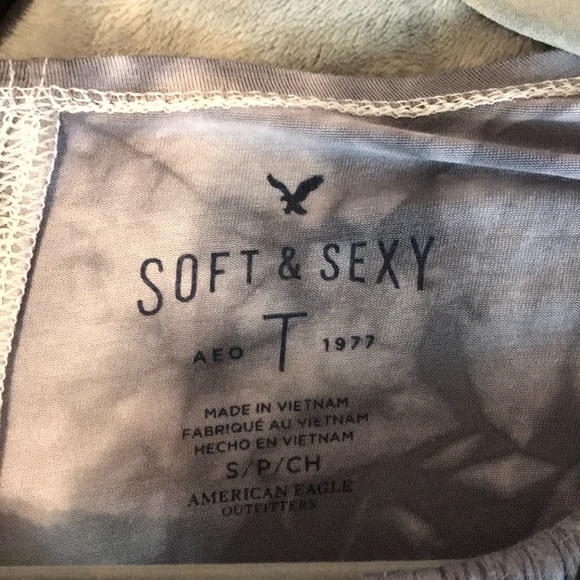 SOFT & SEXY
AEO T 1977
MADE IN VIETNAM
FABRIQUÉ AU VIETNAM
HECHO EN VIETNAM
S/P/CH
AMERICAN EAGLE
OUTFITTERS